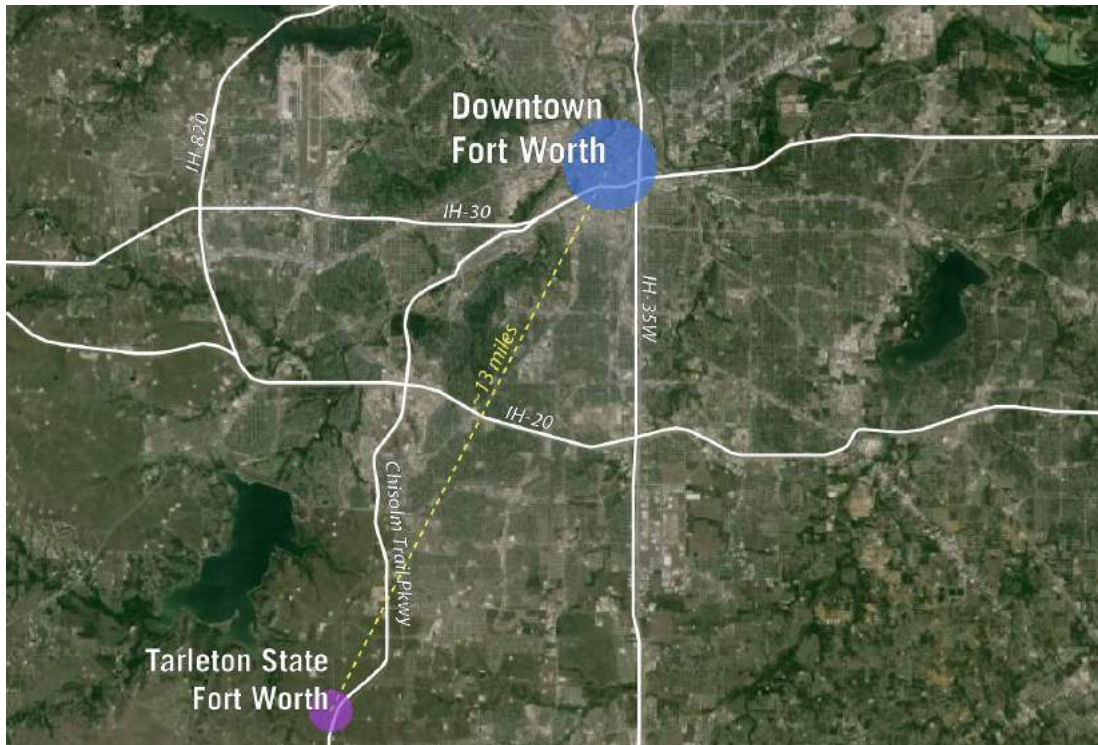 Downtown
Fort Worth
IH-820
IH-30
IH-35W
~ 13 miles
IH-20
Chisolm Trail Pkwy
Tarleton State
Fort Worth